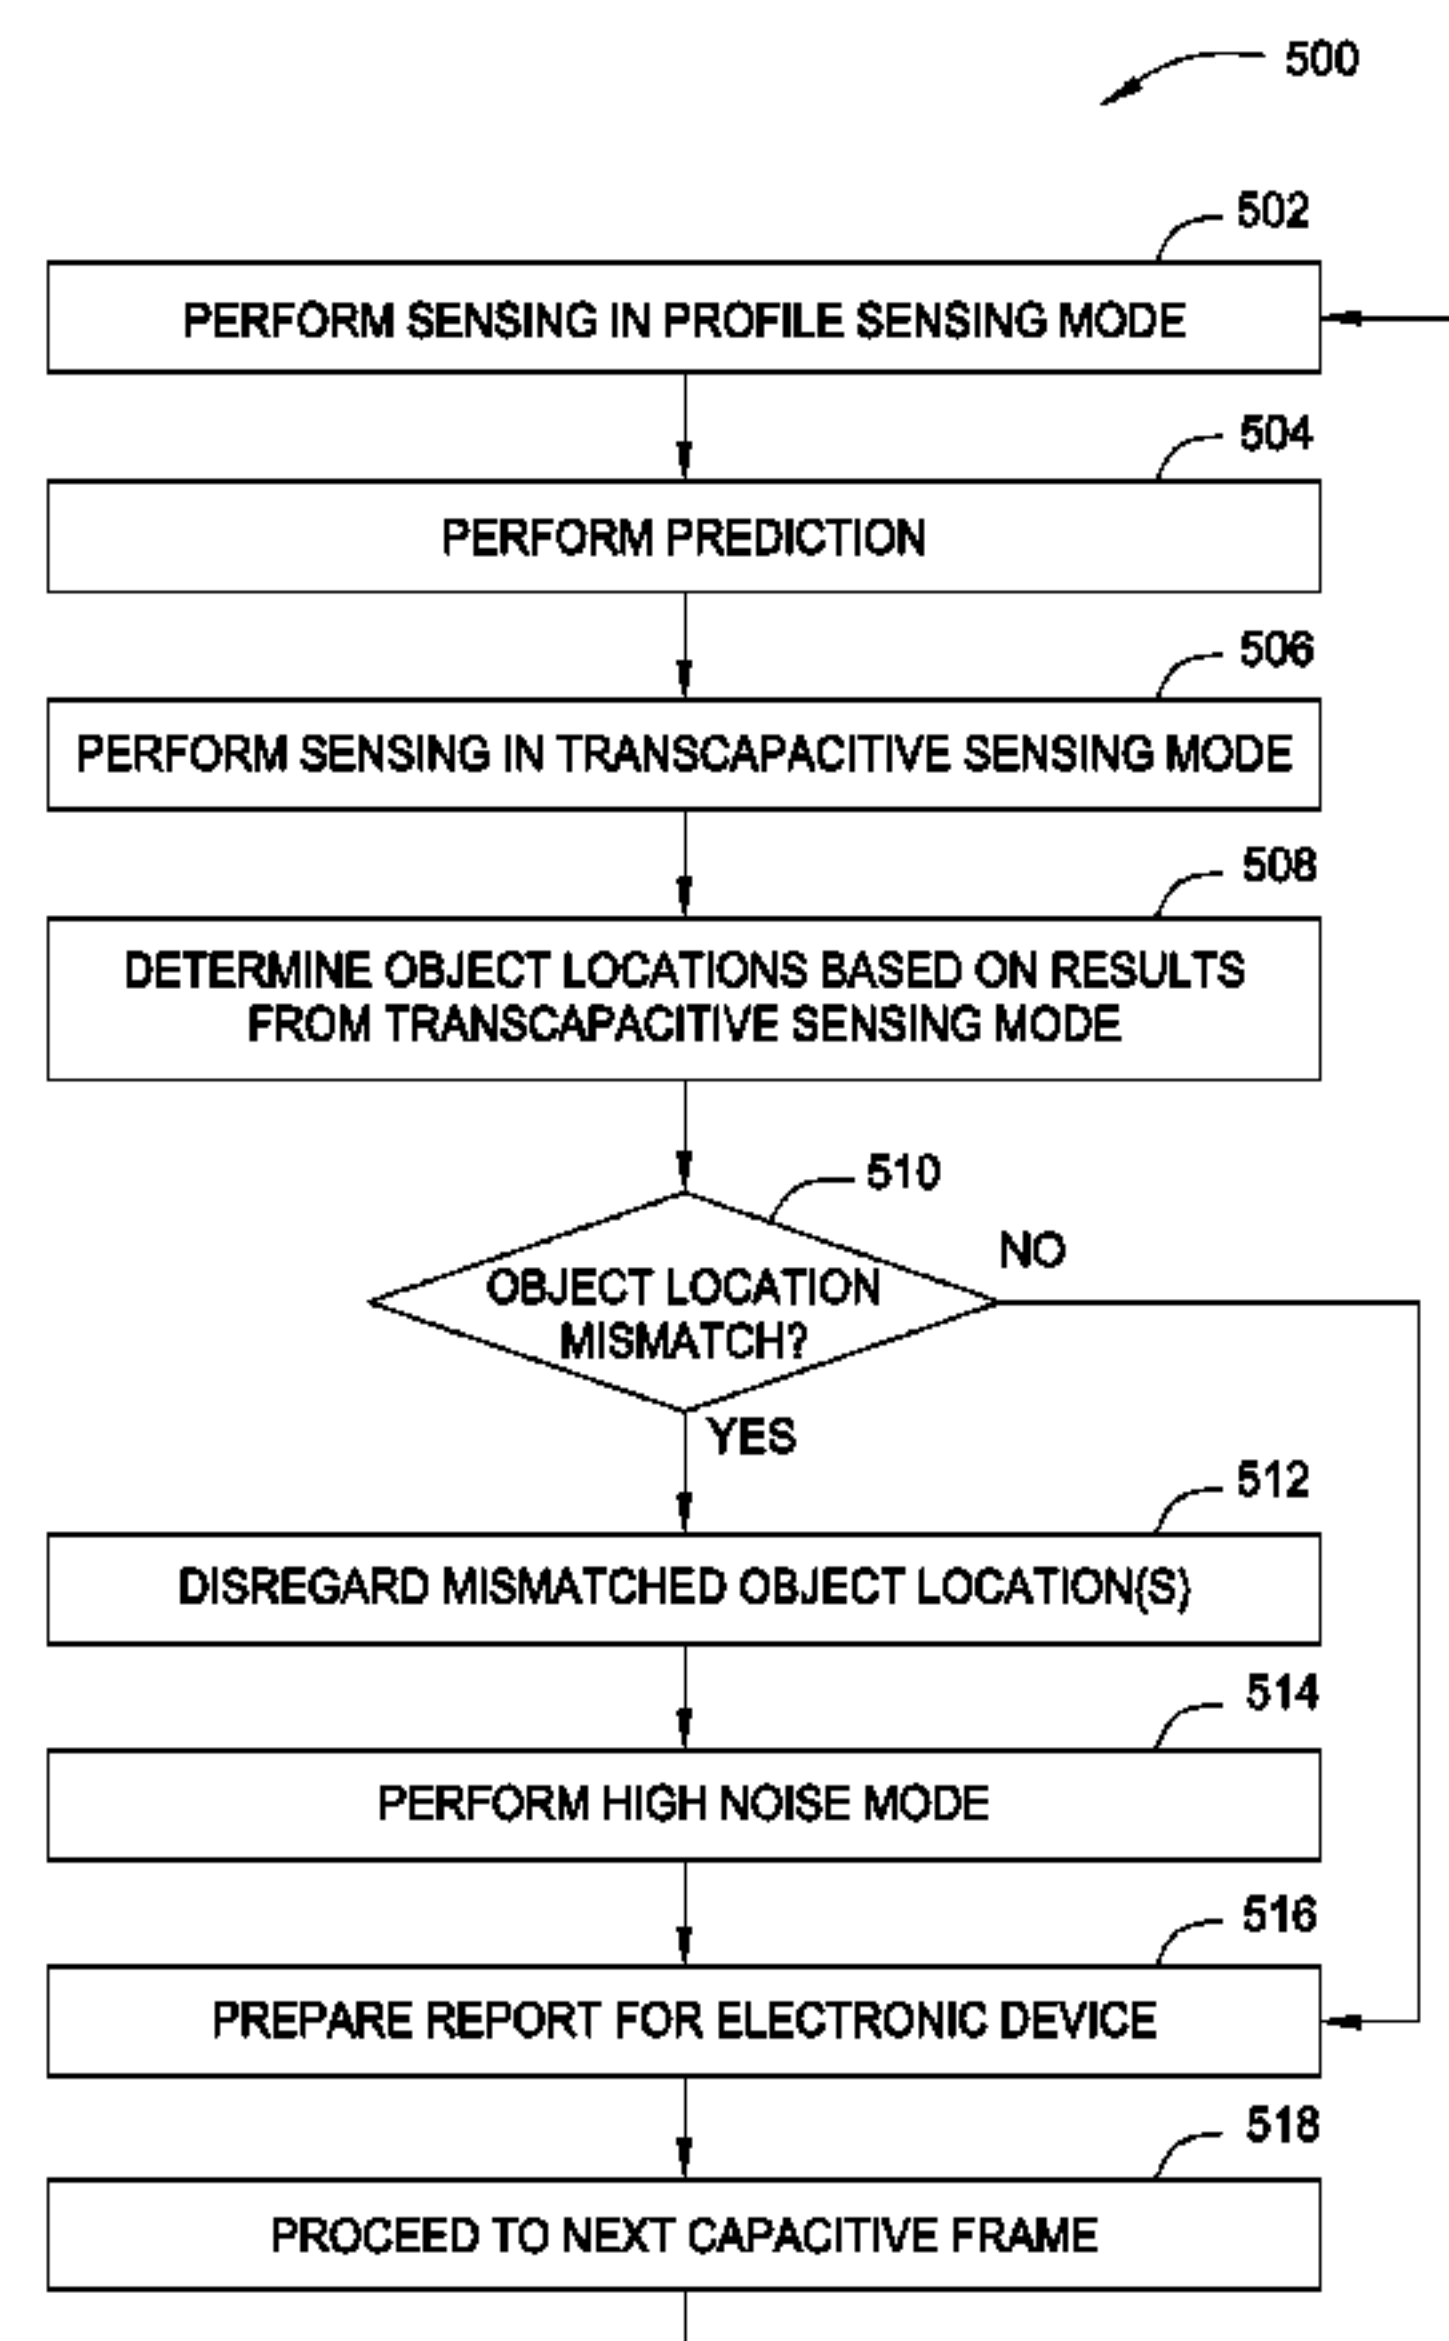 500
502
PERFORM SENSING IN PROFILE SENSING MODE
504
PERFORM PREDICTION
506
PERFORM SENSING IN TRANSCAPACITIVE SENSING MODE
508
DETERMINE OBJECT LOCATIONS BASED ON RESULTS
FROM TRANSCAPACITIVE SENSING MODE
510
NO
OBJECT LOCATION
MISMATCH?
YES
512
DISREGARD MISMATCHED OBJECT LOCATION(S)
514
PERFORM HIGH NOISE MODE
516
PREPARE REPORT FOR ELECTRONIC DEVICE
518
PROCEED TO NEXT CAPACITIVE FRAME